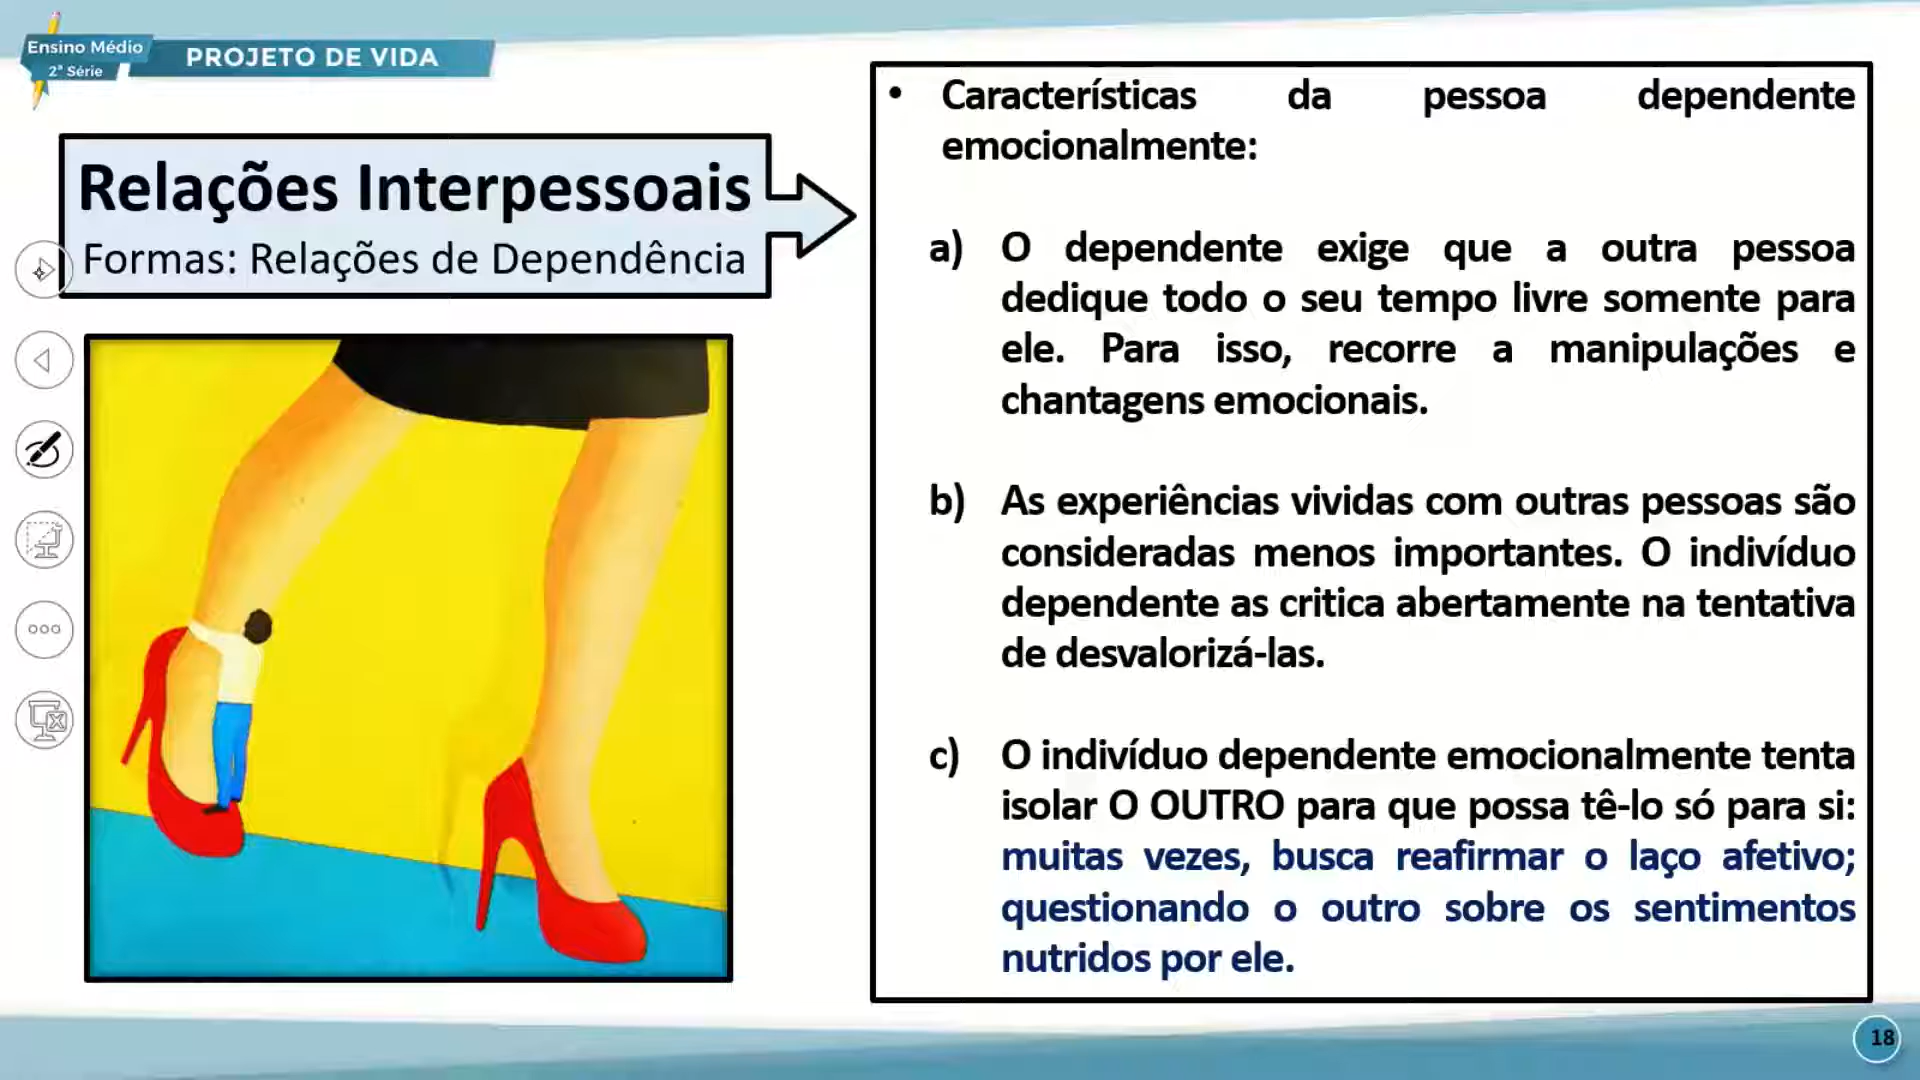 Ensino Médio
2ª Série
PROJETO DE VIDA
Relações Interpessoais
Formas: Relações de Dependência
• Características da pessoa dependente
emocionalmente:
a) O dependente exige que a outra pessoa
dedique todo o seu tempo livre somente para
ele. Para isso, recorre a manipulações e
chantagens emocionais.
b) As experiências vividas com outras pessoas são
consideradas menos importantes. O indivíduo
dependente as critica abertamente na tentativa
de desvalorizá-las.
c) O indivíduo dependente emocionalmente tenta
isolar O OUTRO para que possa tê-lo só para si:
muitas vezes, busca reafirmar o laço afetivo;
questionando o outro sobre os sentimentos
nutridos por ele.
18